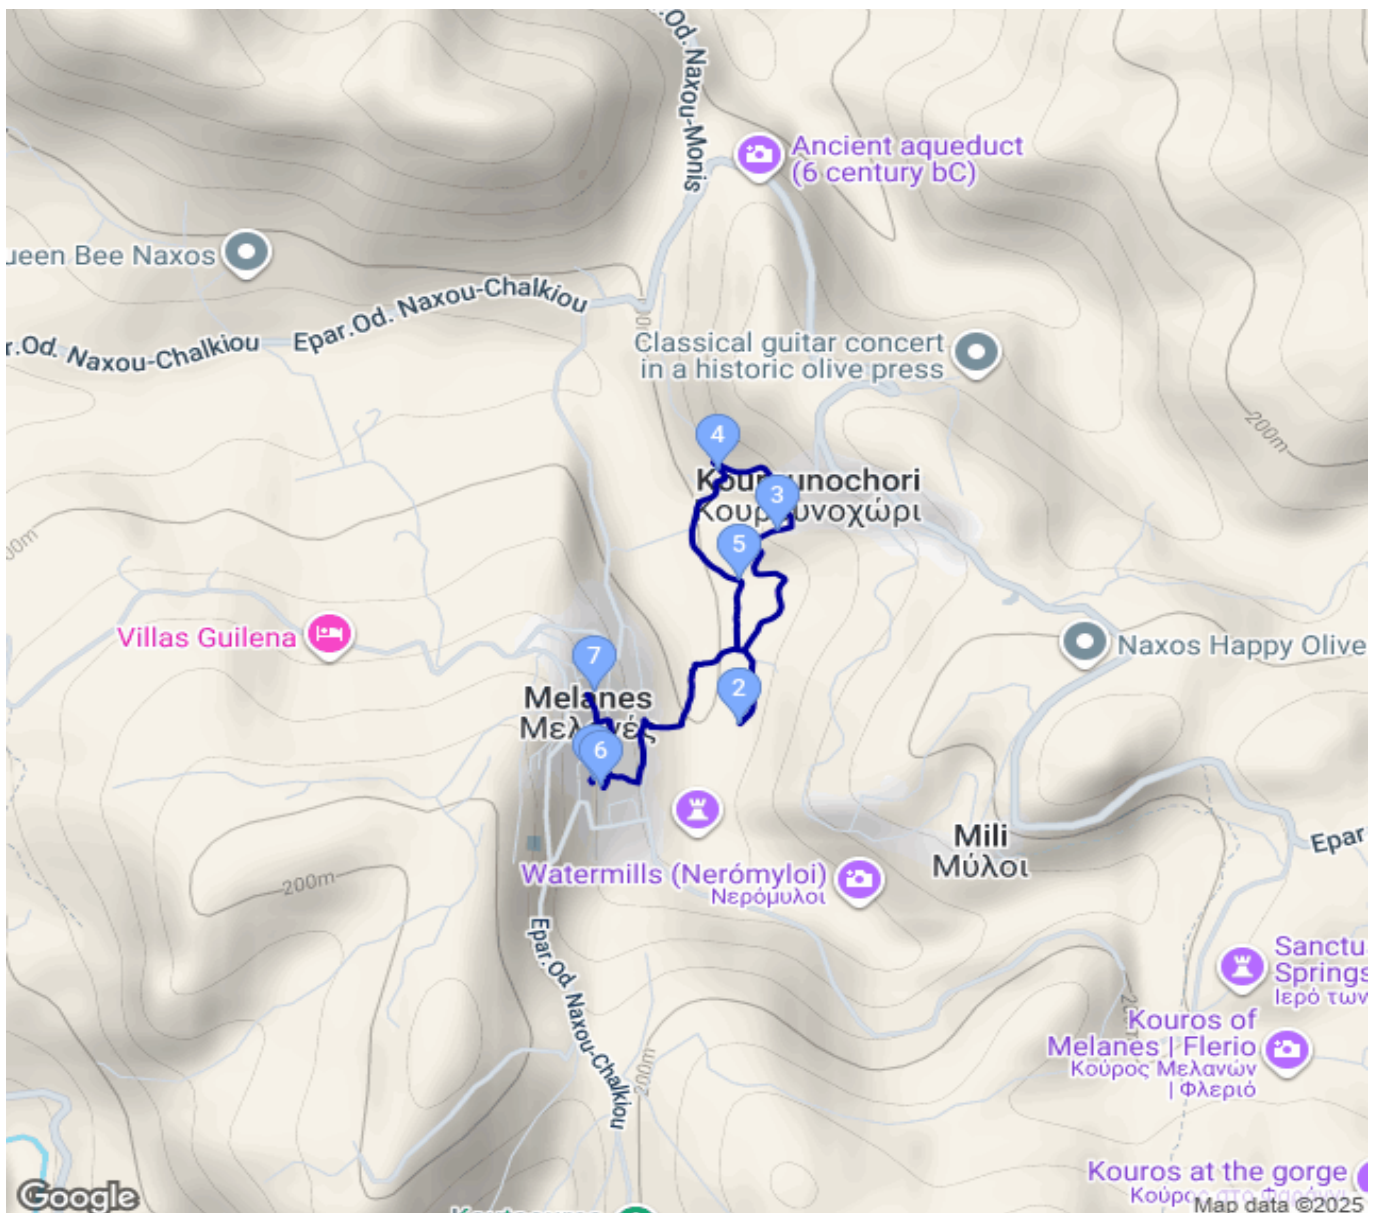 .Od. Naxou-Monis
Ancient aqueduct
(6 century bC)
ueen Bee Naxos
Epar.Od. Naxou-Chalkiou
r.Od. Naxou-Chalkiou
Classical guitar concert
in a historic olive press
200m
4
3
5
Villas Guilena
Naxos Happy Olive
7
2
Melanes
6
Mili
Μύλοι
Epar
Watermills (Nerómyloi)
Νερόμυλοι
200m
Epar.Od. Naxou-Chalkiou
Sanctu
Springs
Ιερό των
Kouros of
Melanes | Flerio
Κούρος Μελανών
| Φλεριό
200m
Kouros at the gorge
Google
Map data ©2025